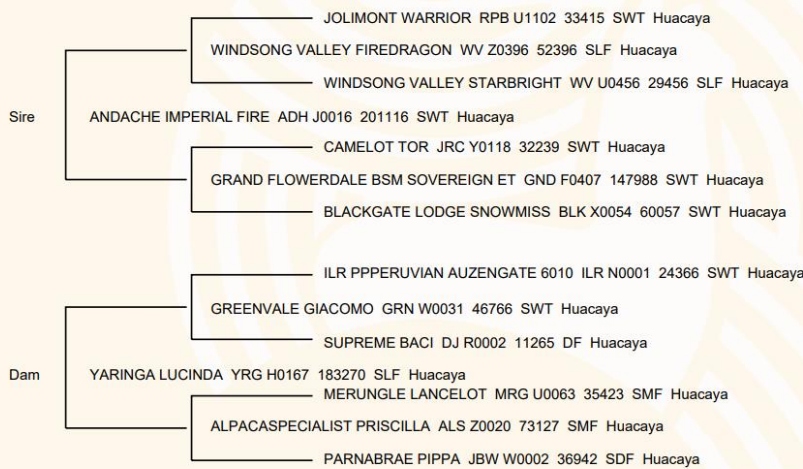 JOLIMONT WARRIOR RPB U1102 33415 SWT Huacaya
WINDSONG VALLEY FIREDRAGON WV Z0396 52396 SLF Huacaya
WINDSONG VALLEY STARBRIGHT WV U0456 29456 SLF Huacaya
Sire ANDACHE IMPERIAL FIRE ADH J0016 201116 SWT Huacaya
CAMELOT TOR JRC Y0118 32239 SWT Huacaya
GRAND FLOWERDALE BSM SOVEREIGN ET GND F0407 147988 SWT Huacaya
BLACKGATE LODGE SNOWMISS BLK X0054 60057 SWT Huacaya
ILR PPPERUVIAN AUZENGATE 6010 ILR N0001 24366 SWT Huacaya
GREENVALE GIACOMO GRN W0031 46766 SWT Huacaya
SUPREME BACI DJ R0002 11265 DF Huacaya
Dam YARINGA LUCINDA YRG H0167 183270 SLF Huacaya
MERUNGLE LANCELOT MRG U0063 35423 SMF Huacaya
ALPACASPECIALIST PRISCILLA ALS Z0020 73127 SMF Huacaya
PARNABRAE PIPPA JBW W0002 36942 SDF Huacaya